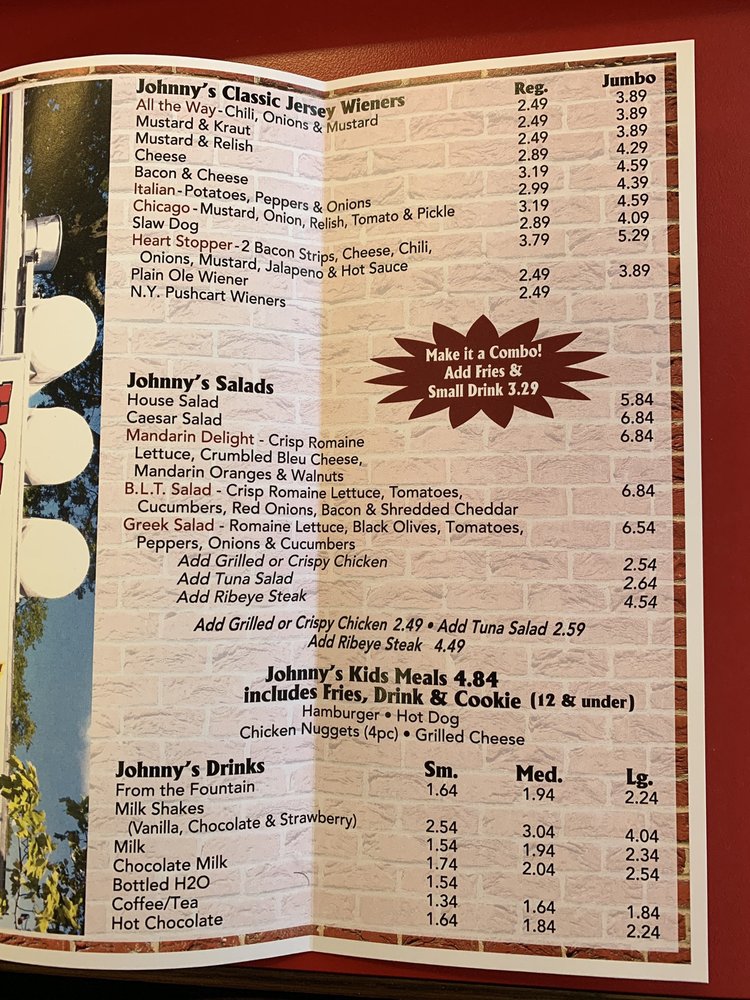 Johnny's Classic Jersey Wieners Reg. Jumbo
All the Way - Chili, Onions & Mustard 2.49 3.89
Mustard & Kraut 2.49 3.89
Mustard & Relish 2.49 3.89
Cheese 2.89 4.29
Bacon & Cheese 3.19 4.59
Italian - Potatoes, Peppers & Onions 2.99 4.39
Chicago - Mustard, Onion, Relish, Tomato & Pickle 3.19 4.59
Slaw Dog 2.89 4.09
Heart Stopper - 2 Bacon Strips, Cheese, Chili, 3.79 5.29
Onions, Mustard, Jalapeno & Hot Sauce
Plain Ole Wiener 2.49 3.89
N.Y. Pushcart Wieners 2.49
Make it a Combo!
Add Fries &
Small Drink 3.29
Johnny's Salads
House Salad 5.84
Caesar Salad 6.84
Mandarin Delight - Crisp Romaine 6.84
Lettuce, Crumbled Bleu Cheese,
Mandarin Oranges & Walnuts
B.L.T. Salad - Crisp Romaine Lettuce, Tomatoes, 6.84
Cucumbers, Red Onions, Bacon & Shredded Cheddar
Greek Salad - Romaine Lettuce, Black Olives, Tomatoes, 6.54
Peppers, Onions & Cucumbers
Add Grilled or Crispy Chicken 2.54
Add Tuna Salad 2.64
Add Ribeye Steak 4.54
Add Grilled or Crispy Chicken 2.49 • Add Tuna Salad 2.59
Add Ribeye Steak 4.49
Johnny's Kids Meals 4.84
includes Fries, Drink & Cookie (12 & under)
Hamburger • Hot Dog
Chicken Nuggets (4pc) • Grilled Cheese
Johnny's Drinks Sm. Med. Lg.
From the Fountain 1.64 1.94 2.24
Milk Shakes
(Vanilla, Chocolate & Strawberry) 2.54 3.04 4.04
Milk 1.54 1.94 2.34
Chocolate Milk 1.74 2.04 2.54
Bottled H2O 1.54
Coffee/Tea 1.34 1.64 1.84
Hot Chocolate 1.64 1.84 2.24